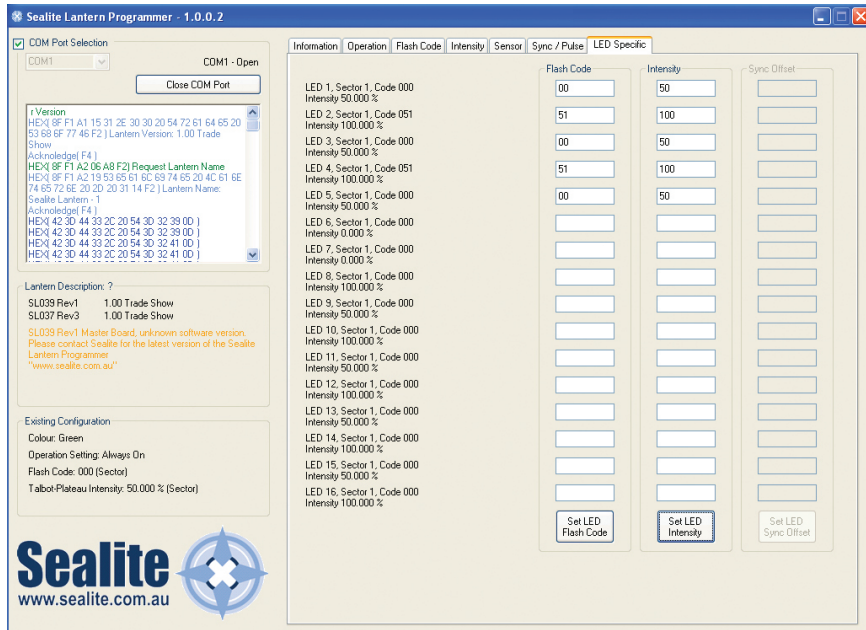 Sealite Lantern Programmer - 1.0.0.2
COM Port Selection
COM1
COM1 - Open
Close COM Port
r Version
HEX( 8F F1 A1 15 31 2E 30 30 20 54 72 61 64 65 20
53 68 6F 77 46 F2 ) Lantern Version: 1.00 Trade
Show
Acknoledge( F4 )
HEX( 8F F1 A2 06 A8 F2) Request Lantern Name
HEX( 8F F1 A2 19 53 65 61 6C 69 74 65 20 4C 61 6E
74 65 72 6E 20 2D 20 31 14 F2 ) Lantern Name:
Sealite Lantern - 1
Acknoledge( F4 )
HEX( 42 3D 44 33 2C 20 54 3D 32 39 0D )
HEX( 42 3D 44 33 2C 20 54 3D 32 39 0D )
HEX( 42 3D 44 33 2C 20 54 3D 32 41 0D )
HEX( 42 3D 44 33 2C 20 54 3D 32 41 0D )
Lantern Description: ?
SL039 Rev1 1.00 Trade Show
SL037 Rev3 1.00 Trade Show
SL039 Rev1 Master Board, unknown software version.
Please contact Sealite for the latest version of the Sealite
Lantern Programmer
"www.sealite.com.au"
Existing Configuration
Colour: Green
Operation Setting: Always On
Flash Code: 000 (Sector)
Talbot-Plateau Intensity: 50.000 % (Sector)
Sealite
www.sealite.com.au
Information Operation Flash Code Intensity Sensor Sync / Pulse LED Specific
Flash Code Intensity Sync Offset
LED 1, Sector 1, Code 000
Intensity 50.000 %
00 50
LED 2, Sector 1, Code 051
Intensity 100.000 %
51 100
LED 3, Sector 1, Code 000
Intensity 50.000 %
00 50
LED 4, Sector 1, Code 051
Intensity 100.000 %
51 100
LED 5, Sector 1, Code 000
Intensity 50.000 %
00 50
LED 6, Sector 1, Code 000
Intensity 0.000 %
LED 7, Sector 1, Code 000
Intensity 0.000 %
LED 8, Sector 1, Code 000
Intensity 100.000 %
LED 9, Sector 1, Code 000
Intensity 50.000 %
LED 10, Sector 1, Code 000
Intensity 100.000 %
LED 11, Sector 1, Code 000
Intensity 50.000 %
LED 12, Sector 1, Code 000
Intensity 100.000 %
LED 13, Sector 1, Code 000
Intensity 50.000 %
LED 14, Sector 1, Code 000
Intensity 100.000 %
LED 15, Sector 1, Code 000
Intensity 50.000 %
LED 16, Sector 1, Code 000
Intensity 100.000 %
Set LED
Flash Code
Set LED
Intensity
Set LED
Sync Offset